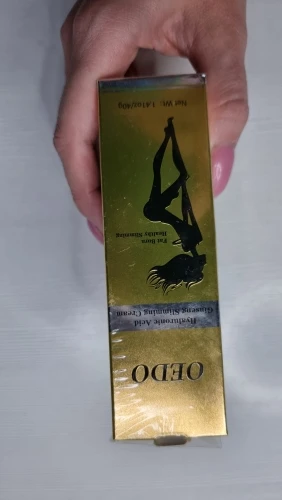 OEDO
Hyaluronic Acid
Ginseng Slimming Cream
Fat Burn
Healthy Slimming
Net Wt: 1.41oz/40g